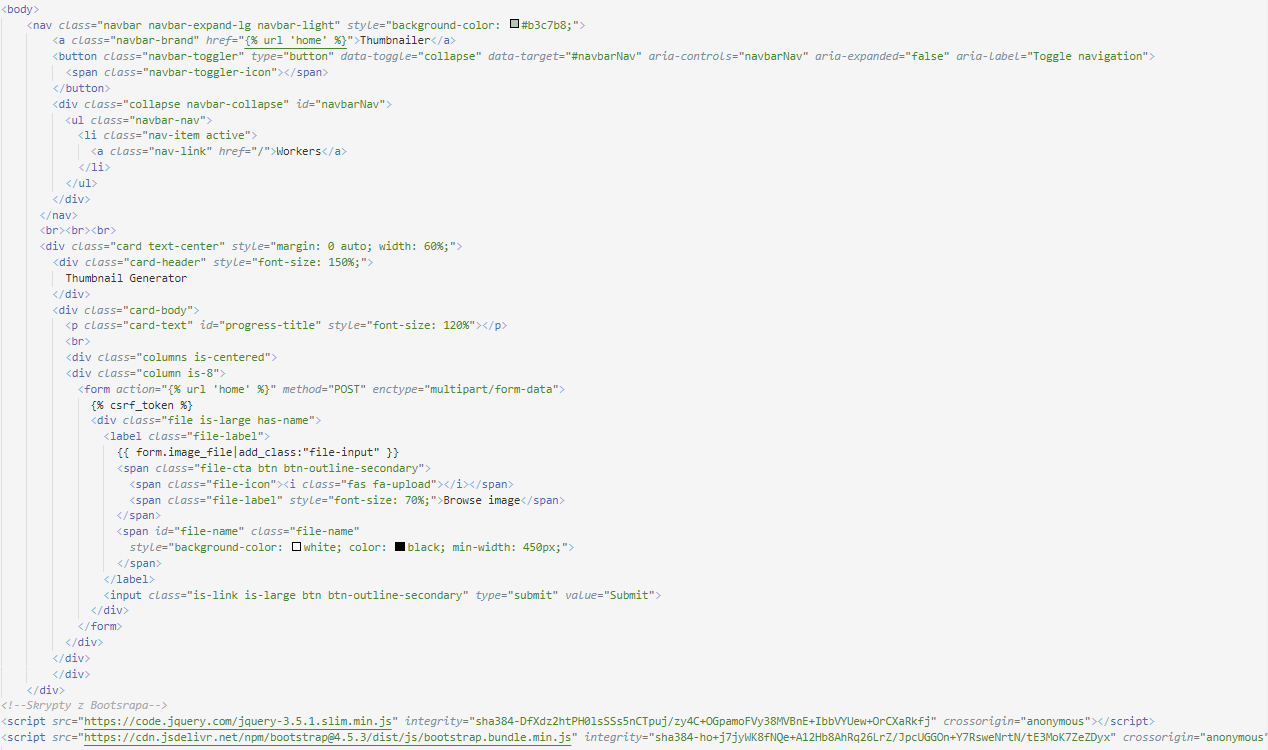 <body>
<nav class="navbar navbar-expand-lg navbar-light" style="background-color: #b3c7b8;">
<a class="navbar-brand" href="{% url 'home' %}">Thumbnailer</a>
<button class="navbar-toggler" type="button" data-toggle="collapse" data-target="#navbarNav" aria-controls="navbarNav" aria-expanded="false" aria-label="Toggle navigation">
<span class="navbar-toggler-icon"></span>
</button>
<div class="collapse navbar-collapse" id="navbarNav">
<ul class="navbar-nav">
<li class="nav-item active">
<a class="nav-link" href="/">Workers</a>
</li>
</ul>
</div>
</nav>
<br><br><br>
<div class="card text-center" style="margin: 0 auto; width: 60%;">
<div class="card-header" style="font-size: 150%;">
Thumbnail Generator
</div>
<div class="card-body">
<p class="card-text" id="progress-title" style="font-size: 120%"></p>
<br>
<div class="columns is-centered">
<div class="column is-8">
<form action="{% url 'home' %}" method="POST" enctype="multipart/form-data">
{% csrf_token %}
<div class="file is-large has-name">
<label class="file-label">
{{ form.image_file|add_class:"file-input" }}
<span class="file-cta btn btn-outline-secondary">
<span class="file-icon"><i class="fas fa-upload"></i></span>
<span class="file-label" style="font-size: 70%;">Browse image</span>
</span>
<span id="file-name" class="file-name"
style="background-color: white; color: black; min-width: 450px;">
</span>
</label>
<input class="is-link is-large btn btn-outline-secondary" type="submit" value="Submit">
</div>
</form>
</div>
</div>
</div>
</div>
<!--Skrypty z Bootsrapa-->
<script src="https://code.jquery.com/jquery-3.5.1.slim.min.js" integrity="sha384-DfXdz2htPH0lsSSs5nCTpuj/zy4C+OGpamoFVy38MVBnE+IbbVYUew+OrCXaRkfj" crossorigin="anonymous"></script>
<script src="https://cdn.jsdelivr.net/npm/bootstrap@4.5.3/dist/js/bootstrap.bundle.min.js" integrity="sha384-ho+j7jyWK8fNQe+A12Hb8AhRq26LrZ/JpcUGGOn+Y7RsweNrtN/tE3MoK7ZeZDyx" crossorigin="anonymous"